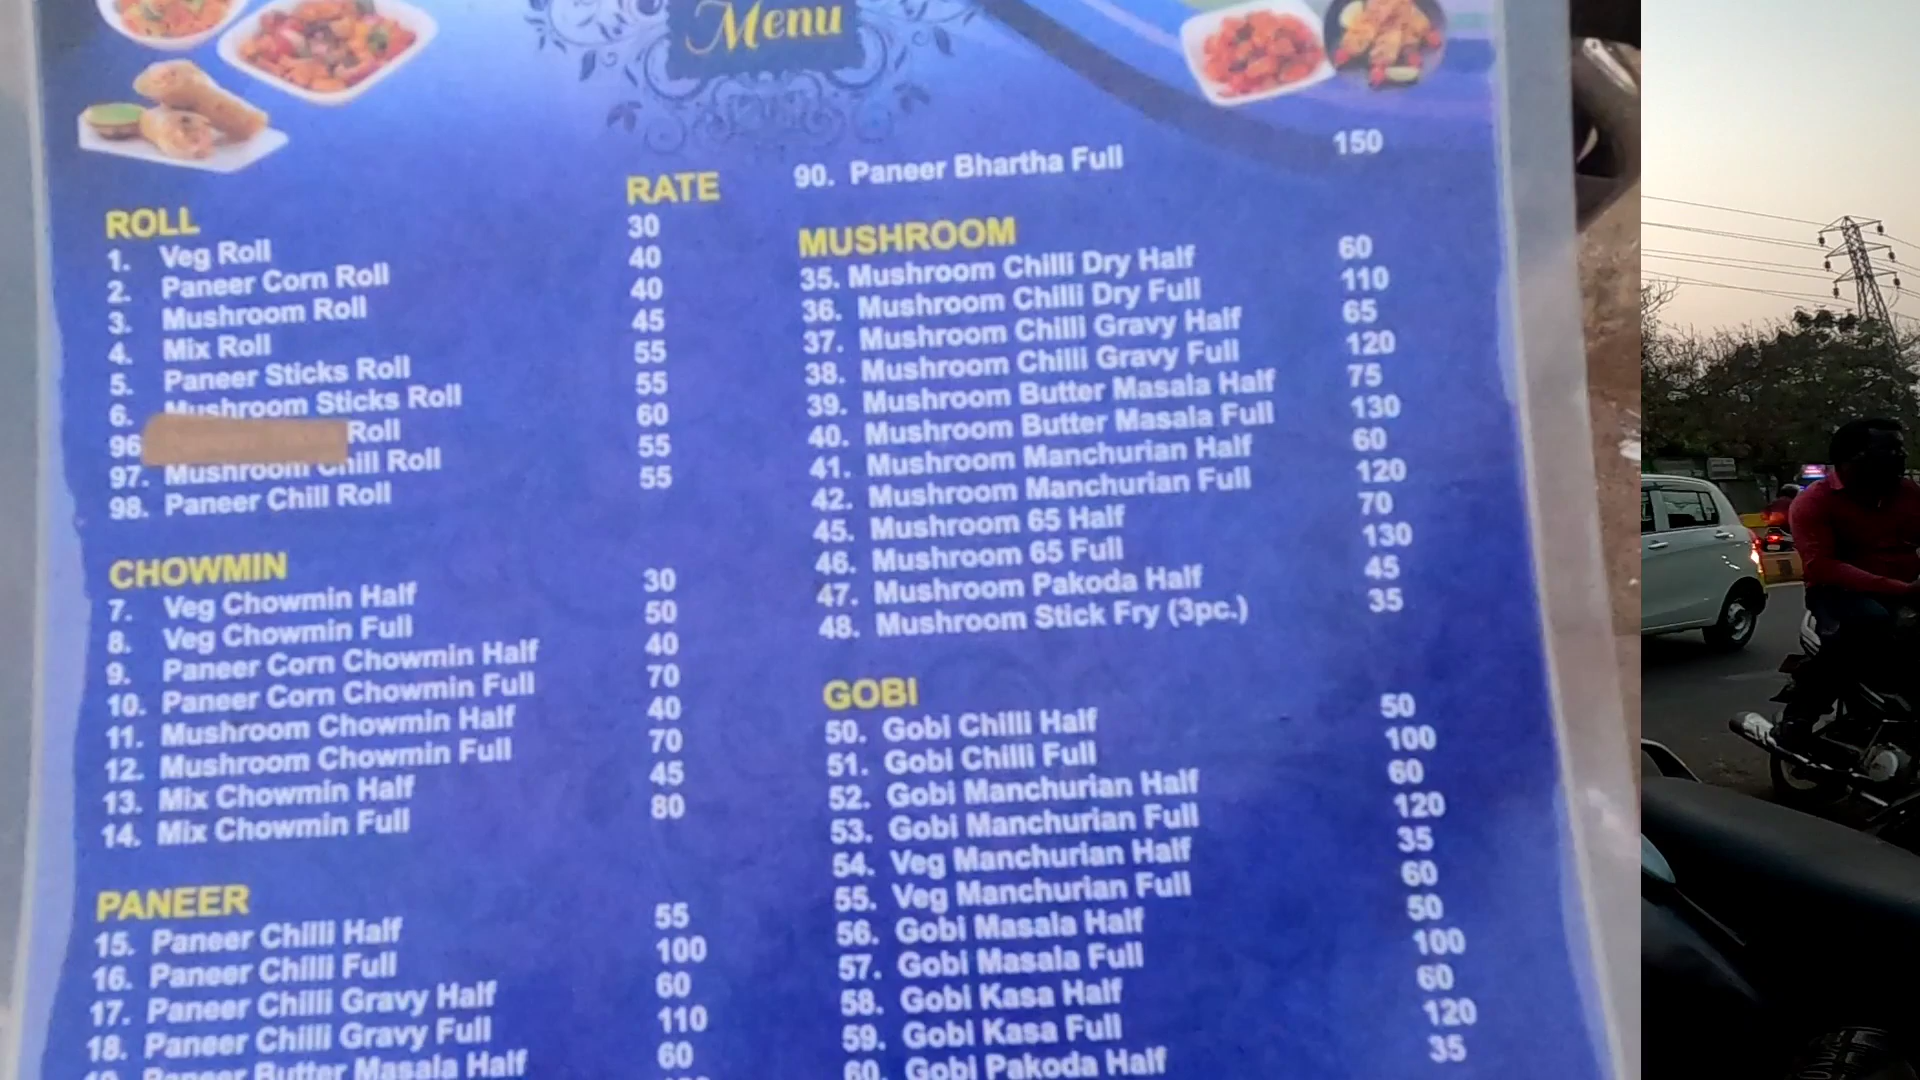 Menu
RATE
ROLL
1. Veg Roll 30
2. Paneer Corn Roll 40
3. Mushroom Roll 40
4. Mix Roll 45
5. Paneer Sticks Roll 55
6. Mushroom Sticks Roll 55
96 Roll 60
97. Mushroom Chill Roll 55
98. Paneer Chill Roll 55
CHOWMIN
7. Veg Chowmin Half 30
8. Veg Chowmin Full 50
9. Paneer Corn Chowmin Half 40
10. Paneer Corn Chowmin Full 70
11. Mushroom Chowmin Half 40
12. Mushroom Chowmin Full 70
13. Mix Chowmin Half 45
14. Mix Chowmin Full 80
PANEER
15. Paneer Chilli Half 55
16. Paneer Chilli Full 100
17. Paneer Chilli Gravy Half 60
18. Paneer Chilli Gravy Full 110
19. Paneer Butter Masala Half 60
90. Paneer Bhartha Full 150
MUSHROOM
35. Mushroom Chilli Dry Half 60
36. Mushroom Chilli Dry Full 110
37. Mushroom Chilli Gravy Half 65
38. Mushroom Chilli Gravy Full 120
39. Mushroom Butter Masala Half 75
40. Mushroom Butter Masala Full 130
41. Mushroom Manchurian Half 60
42. Mushroom Manchurian Full 120
45. Mushroom 65 Half 70
46. Mushroom 65 Full 130
47. Mushroom Pakoda Half 45
48. Mushroom Stick Fry (3pc.) 35
GOBI
50. Gobi Chilli Half 50
51. Gobi Chilli Full 100
52. Gobi Manchurian Half 60
53. Gobi Manchurian Full 120
54. Veg Manchurian Half 35
55. Veg Manchurian Full 60
56. Gobi Masala Half 50
57. Gobi Masala Full 100
58. Gobi Kasa Half 60
59. Gobi Kasa Full 120
60. Gobi Pakoda Half 35